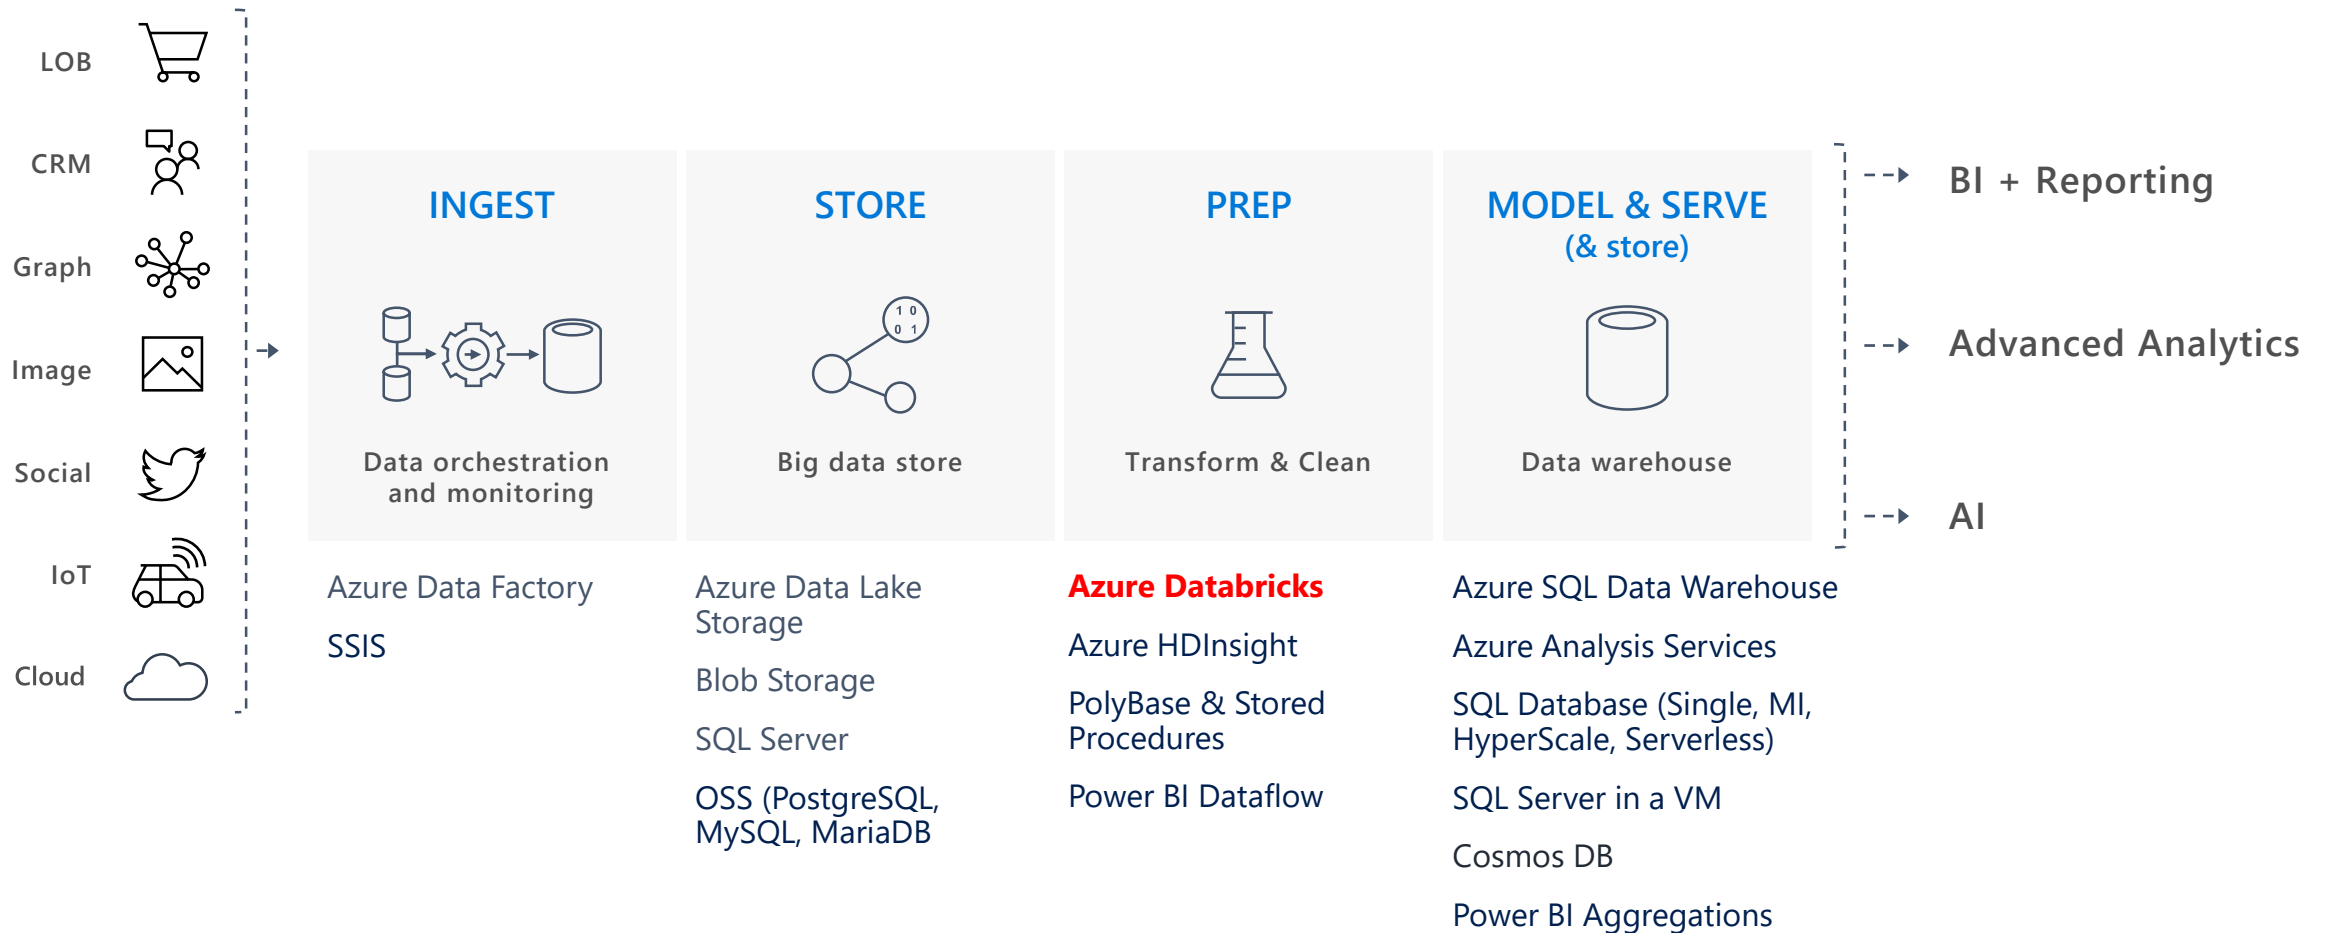 LOB
CRM
Graph
Image
Social
IoT
Cloud
INGEST
Data orchestration
and monitoring
Azure Data Factory
SSIS
STORE
1 0
0 1
Big data store
Azure Data Lake
Storage
Blob Storage
SQL Server
OSS (PostgreSQL,
MySQL, MariaDB
PREP
Transform & Clean
Azure Databricks
Azure HDInsight
PolyBase & Stored
Procedures
Power BI Dataflow
MODEL & SERVE
(& store)
Data warehouse
Azure SQL Data Warehouse
Azure Analysis Services
SQL Database (Single, MI,
HyperScale, Serverless)
SQL Server in a VM
Cosmos DB
Power BI Aggregations
BI + Reporting
Advanced Analytics
AI